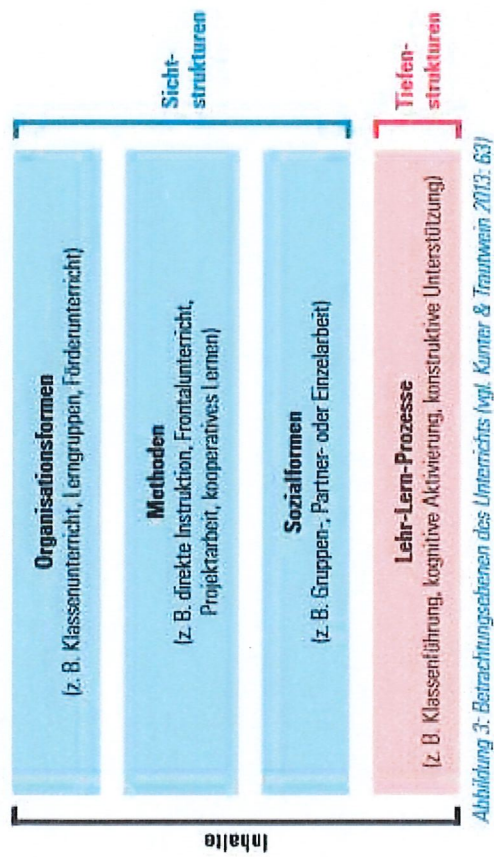 Inhalte
Organisationsformen
(z. B. Klassenunterricht, Lerngruppen, Förderunterricht)
Methoden
(z. B. direkte Instruktion, Frontalunterricht,
Projektarbeit, kooperatives Lernen)
Sozialformen
(z. B. Gruppen-, Partner- oder Einzelarbeit)
Lehr-Lern-Prozesse
(z. B. Klassenführung, kognitive Aktivierung, konstruktive Unterstützung)
Sicht-
strukturen
Tiefen-
strukturen
Abbildung 3: Betrachtungsebenen des Unterrichts (vgl. Kunter & Trautwein 2013: 63)